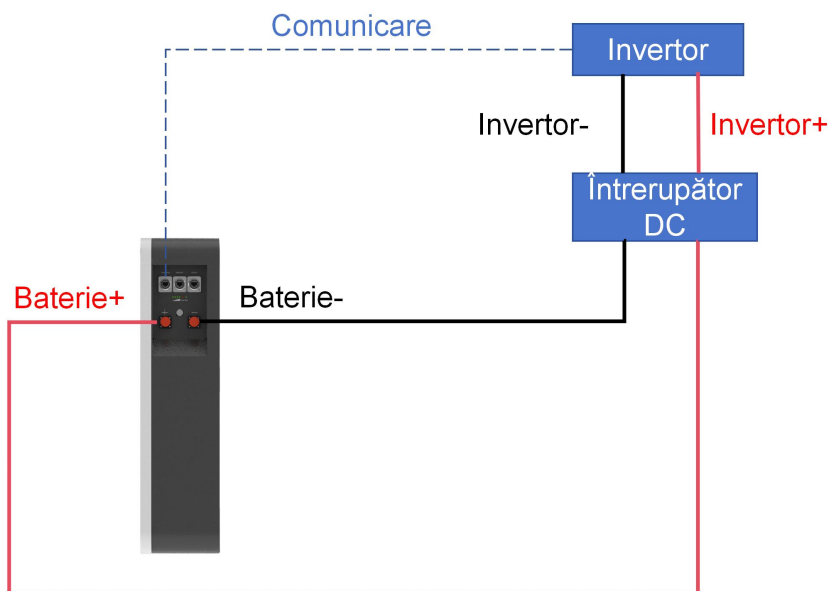 Comunicare
Invertor
Invertor-
Invertor+
Întrerupător
DC
Baterie+
Baterie-